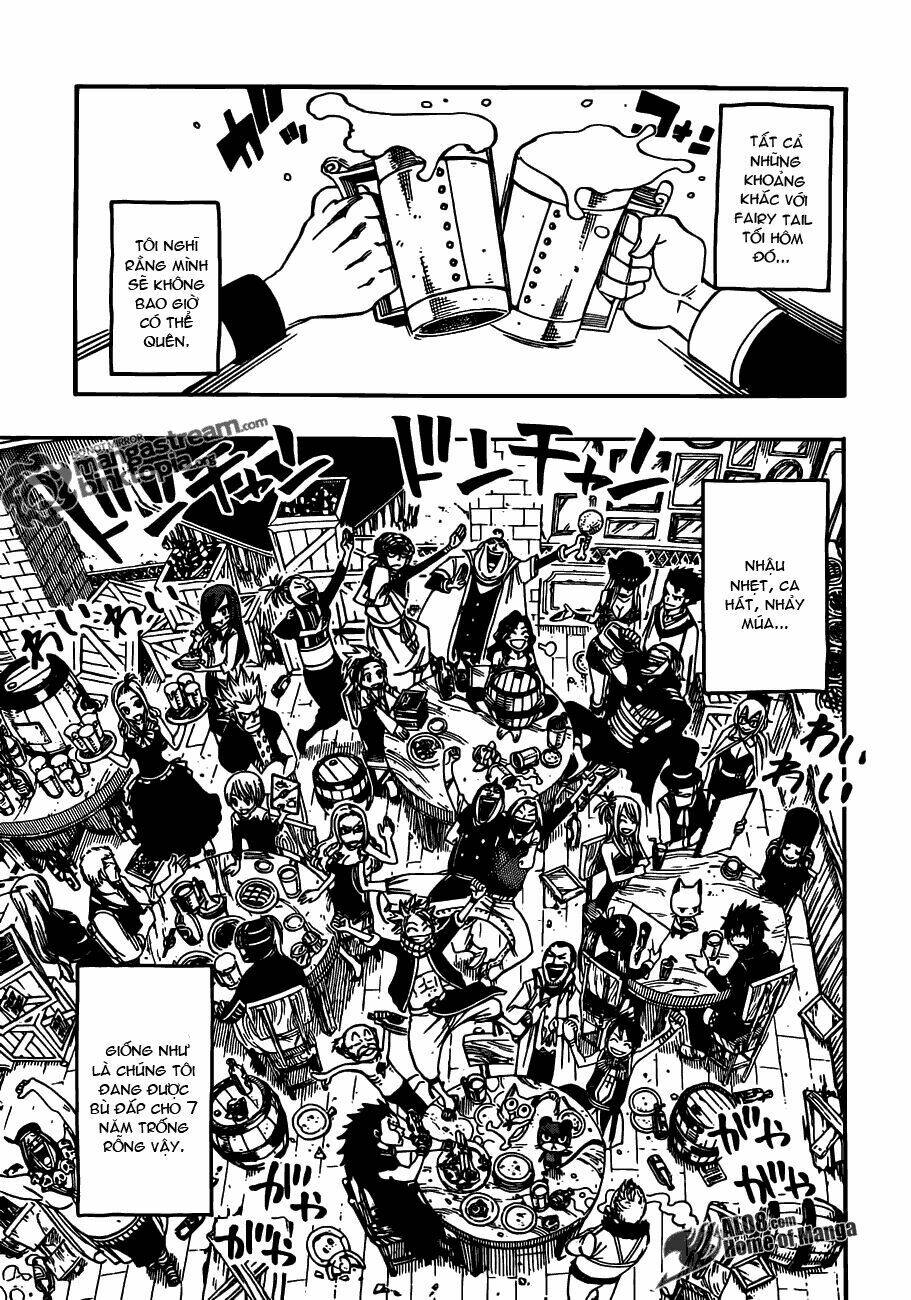 TẤT CẢ
NHỮNG
KHOẢNG
KHẮC VỚI
FAIRY TAIL
TỐI HÔM
ĐÓ...
TÔI NGHĨ
RẰNG MÌNH
SẼ KHÔNG
BAO GIỜ
CÓ THỂ
QUÊN.
mangastream.com
binktopia
ドンチャン
ドンチャン
NHẬU
NHẸT, CA
HÁT, NHẢY
MÚA...
わいわい
わいわい!
GIỐNG NHƯ
LÀ CHÚNG TÔI
ĐANG ĐƯỢC
BÙ ĐẮP CHO 7
NĂM TRỐNG
RỖNG VẬY.
がや
がや
がや
がや
Home of Manga